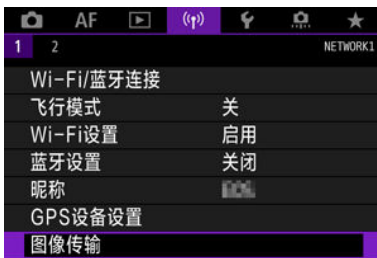 AF
1 2 NETWORK1
Wi-Fi/蓝牙连接
飞行模式 关
Wi-Fi设置 启用
蓝牙设置 关闭
昵称
GPS设备设置
图像传输